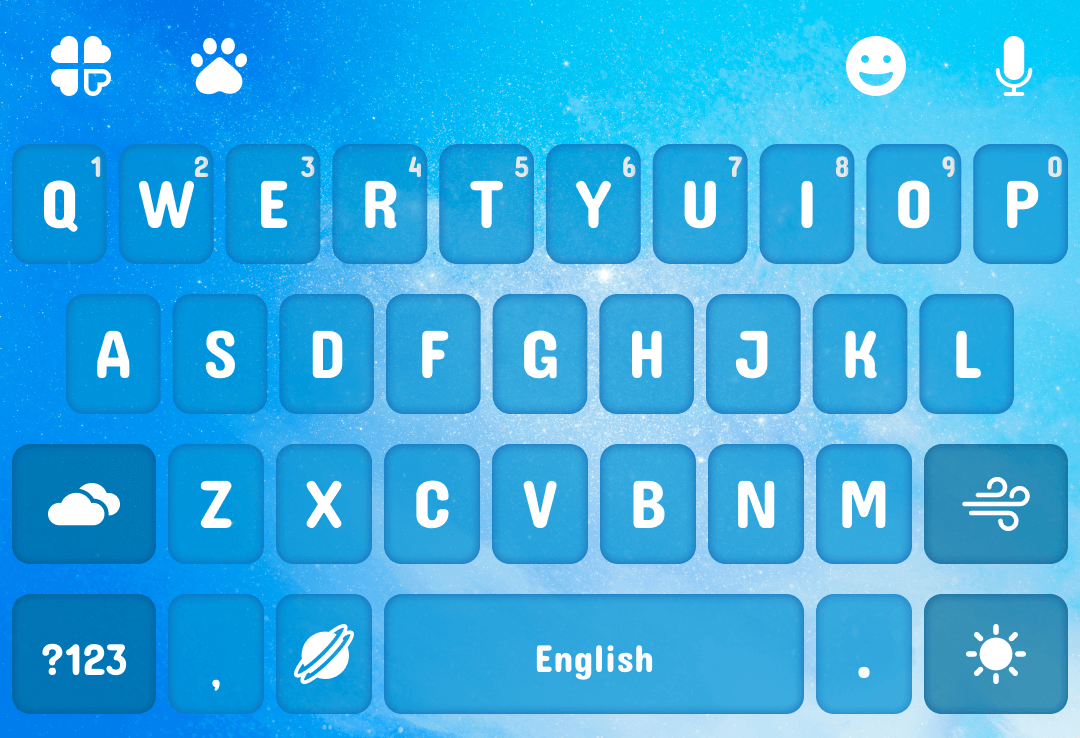 1 2 3 4 5 6 7 8 9 0
Q W E R T Y U I O P
A S D F G H J K L
Z X C V B N M
?123 , English .